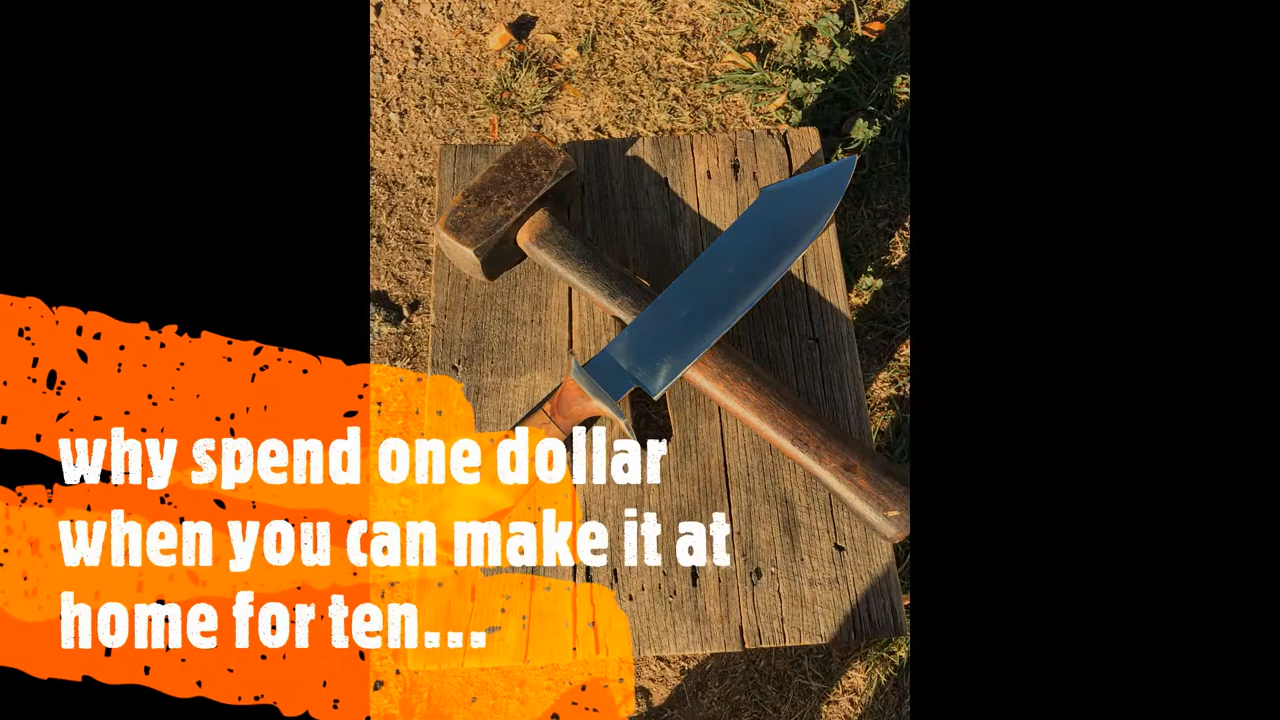 why spend one dollar
when you can make it at
home for ten...